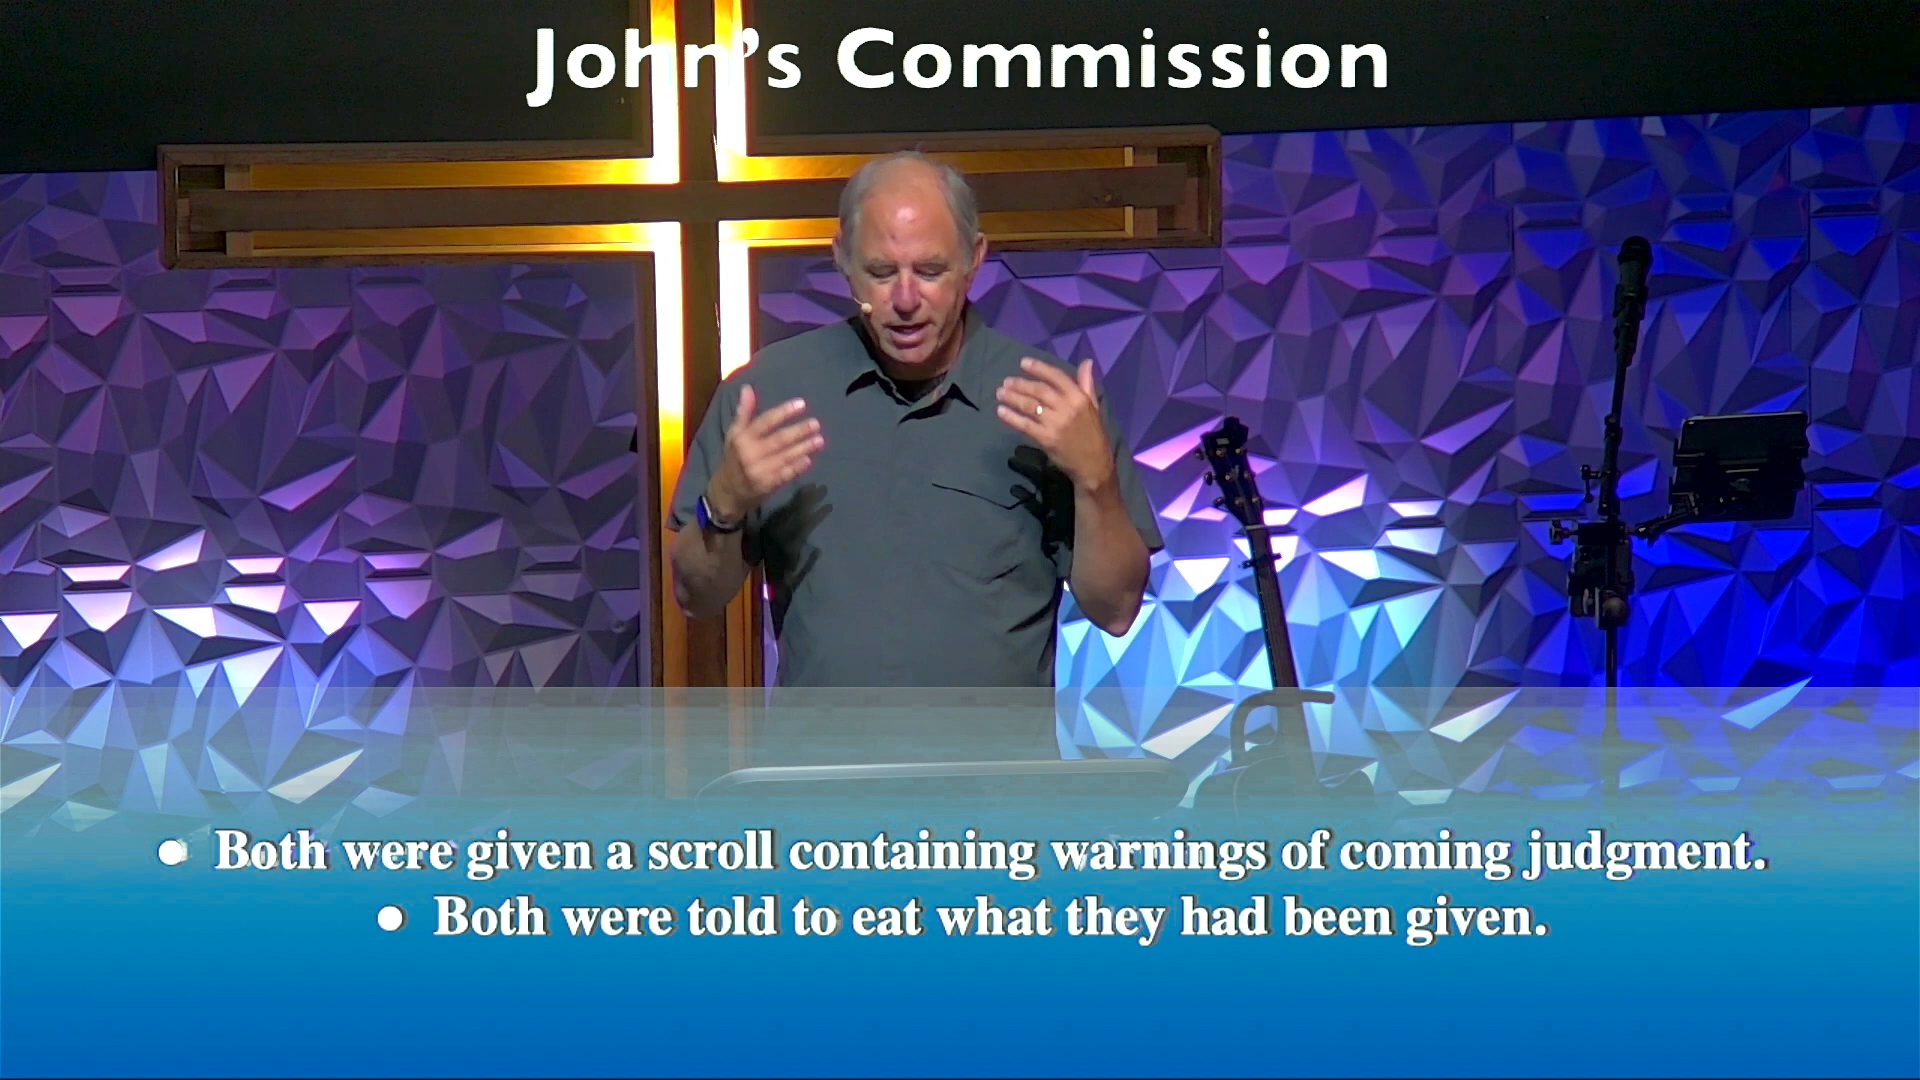 John's Commission
● Both were given a scroll containing warnings of coming judgment.
● Both were told to eat what they had been given.